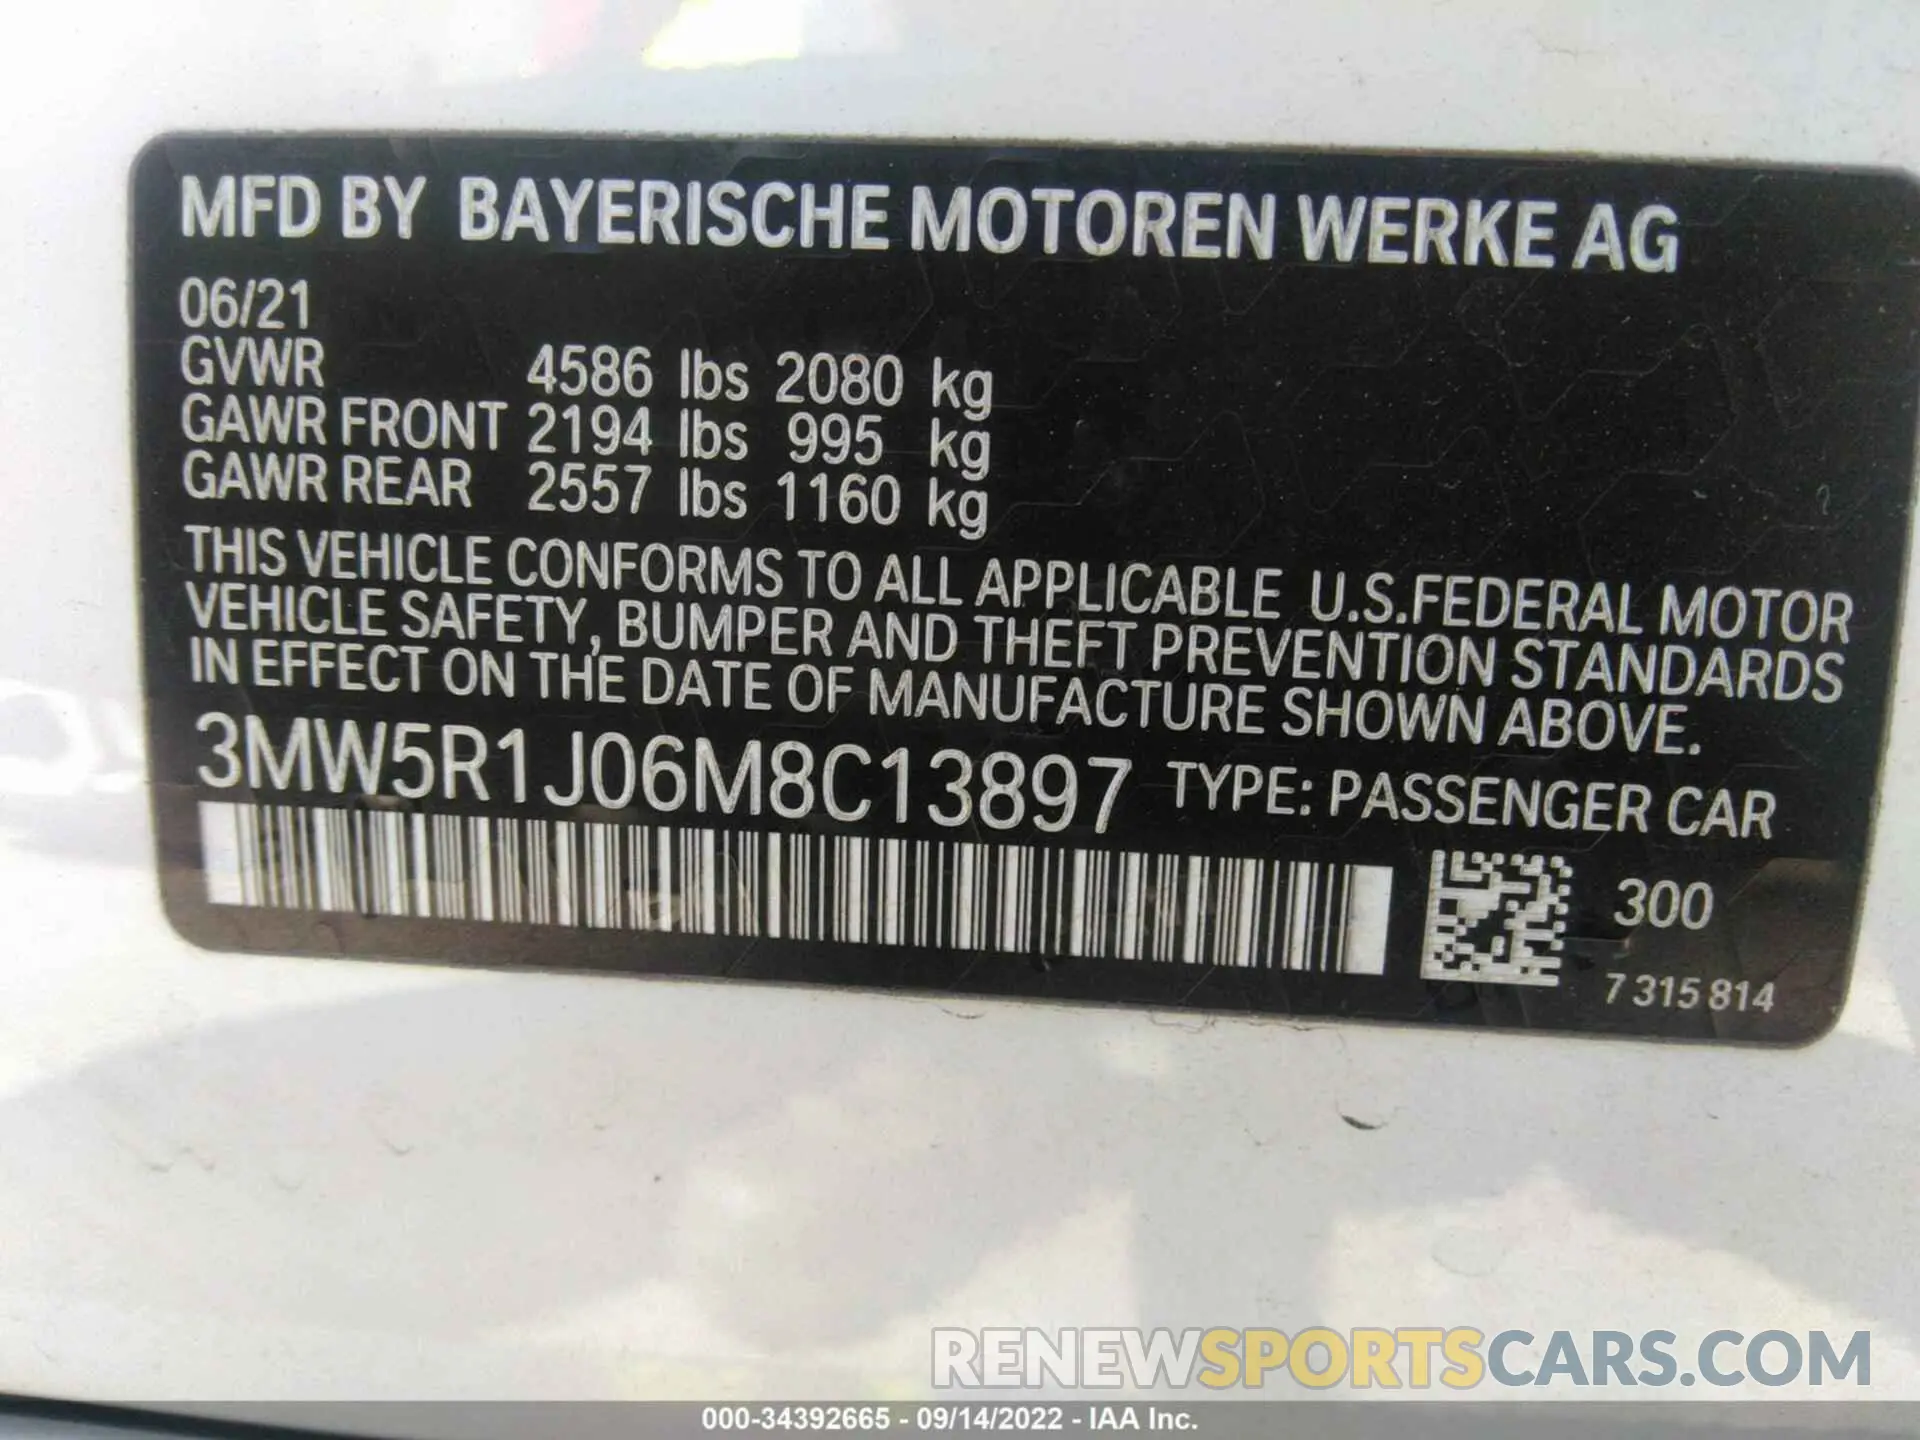 MFD BY BAYERISCHE MOTOREN WERKE AG
06/21
GVWR 4586 lbs 2080 kg
GAWR FRONT 2194 lbs 995 kg
GAWR REAR 2557 lbs 1160 kg
THIS VEHICLE CONFORMS TO ALL APPLICABLE U.S.FEDERAL MOTOR
VEHICLE SAFETY, BUMPER AND THEFT PREVENTION STANDARDS
IN EFFECT ON THE DATE OF MANUFACTURE SHOWN ABOVE.
3MW5R1J06M8C13897 TYPE: PASSENGER CAR
300
7 315 814
RENEWSPORTSCARS.COM
000-34392665 - 09/14/2022 - IAA Inc.